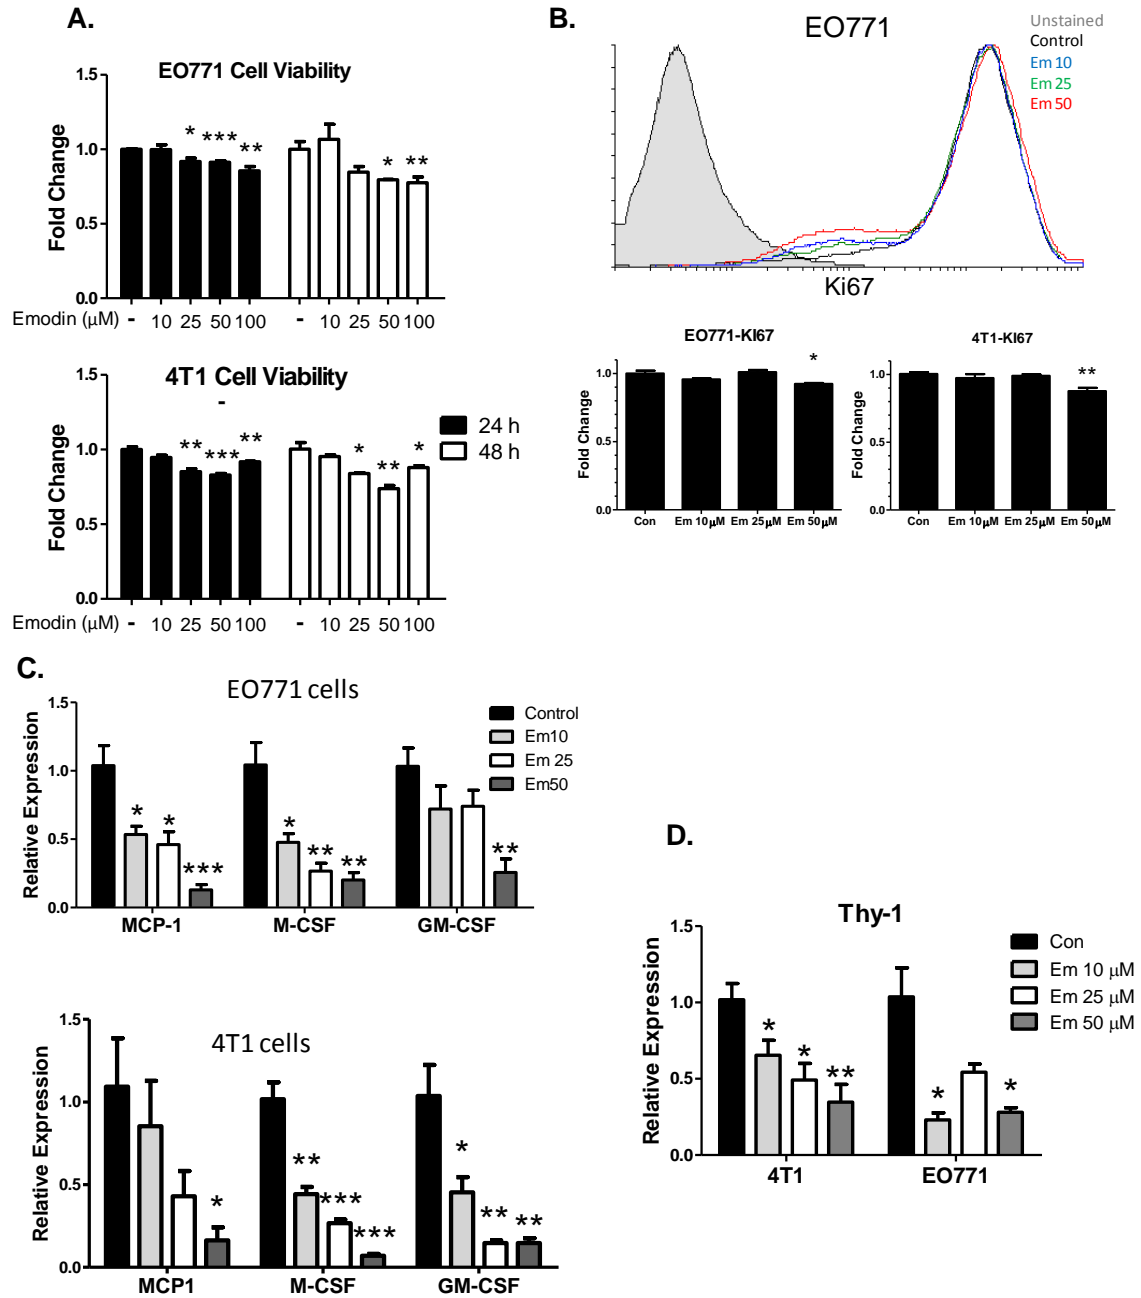 A.
EO771 Cell Viability
Fold Change
1.5
1.0
0.5
0.0
* *** ** * **
Emodin (μM) - 10 25 50 100 - 10 25 50 100
4T1 Cell Viability
-
Fold Change
1.5
1.0
0.5
0.0
** *** ** * ** *
24 h
48 h
Emodin (μM) - 10 25 50 100 - 10 25 50 100
B.
EO771
Unstained
Control
Em 10
Em 25
Em 50
Ki67
EO771-KI67
Fold Change
1.0
0.5
0.0
*
Con Em 10μM Em 25μM Em 50μM
4T1-KI67
Fold Change
1.0
0.5
0.0
**
Con Em 10μM Em 25μM Em 50μM
C.
EO771 cells
Relative Expression
1.5
1.0
0.5
0.0
Control
Em10
Em 25
Em50
* * *** * ** ** **
MCP-1 M-CSF GM-CSF
4T1 cells
Relative Expression
1.5
1.0
0.5
0.0
* ** *** *** * ** **
MCP1 M-CSF GM-CSF
D.
Thy-1
Relative Expression
1.5
1.0
0.5
0.0
Con
Em 10 μM
Em 25 μM
Em 50 μM
* * ** * *
4T1 EO771